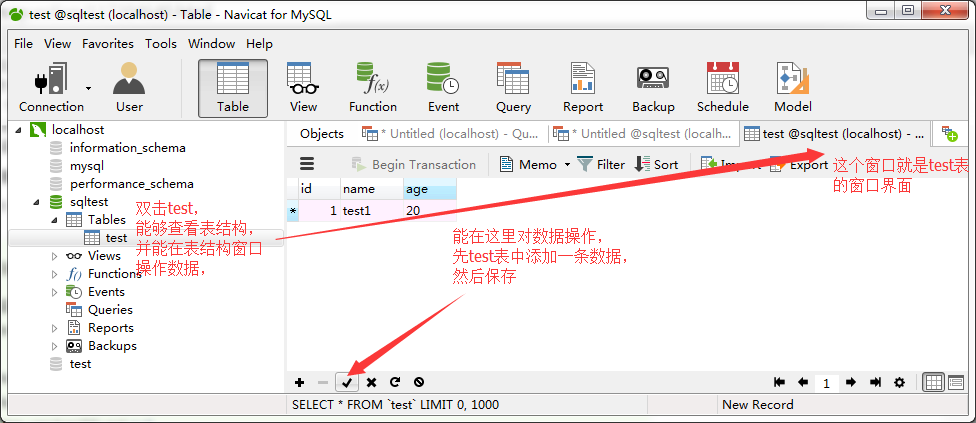 test @sqltest (localhost) - Table - Navicat for MySQL
File View Favorites Tools Window Help
Connection User Table View Function Event Query Report Backup Schedule Model
localhost
information_schema
mysql
performance_schema
sqltest
Tables
test
Views
Functions
Events
Queries
Reports
Backups
test
双击test,
能够查看表结构,
并能在表结构窗口
操作数据,
Objects * Untitled (localhost) - Qu... * Untitled @sqltest (localh... test @sqltest (localhost) - ...
Begin Transaction Memo Filter Sort Export
这个窗口就是test表
的窗口界面
id name age
* 1 test1 20
能在这里对数据操作,
先test表中添加一条数据,
然后保存
1
SELECT * FROM `test` LIMIT 0, 1000 New Record